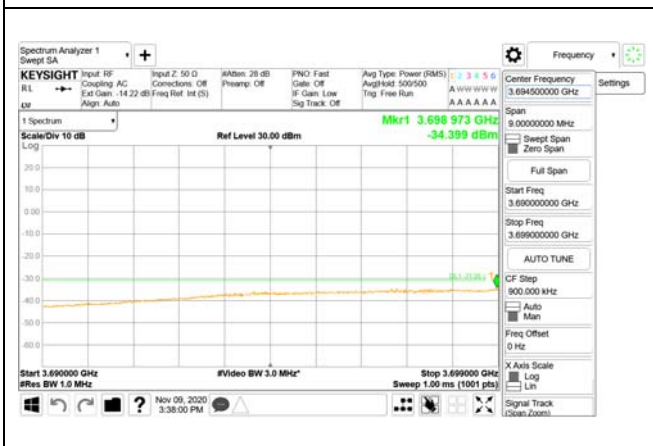 Spectrum Analyzer 1
Swept SA
+
Frequency
KEYSIGHT
RL
Input: RF
Coupling: AC
Ext Gain: -14.22 dB
Align: Auto
Input Z: 50 Ω
Corrections: Off
Freq Ref: Int (S)
#Atten: 28 dB
Preamp: Off
PNO: Fast
Gate: Off
IF Gain: Low
Sig Track: Off
Avg Type: Power (RMS)
Avg|Hold: 500/500
Trig: Free Run
1 2 3 4 5 6
A W W W W W
A A A A A A
Center Frequency
3.694500000 GHz
Settings
Span
9.00000000 MHz
Swept Span
Zero Span
Full Span
Start Freq
3.690000000 GHz
Stop Freq
3.699000000 GHz
AUTO TUNE
CF Step
900.000 kHz
Auto
Man
Freq Offset
0 Hz
X Axis Scale
Log
Lin
Signal Track
(Span Zoom)
1 Spectrum
Scale/Div 10 dB
Log
Ref Level 30.00 dBm
Mkr1 3.698 973 GHz
-34.399 dBm
20.0
10.0
0.00
-10.0
-20.0
-30.0
-40.0
-50.0
-60.0
1
Start 3.690000 GHz
#Res BW 1.0 MHz
#Video BW 3.0 MHz*
Stop 3.699000 GHz
Sweep 1.00 ms (1001 pts)
?
Nov 09, 2020
3:38:00 PM